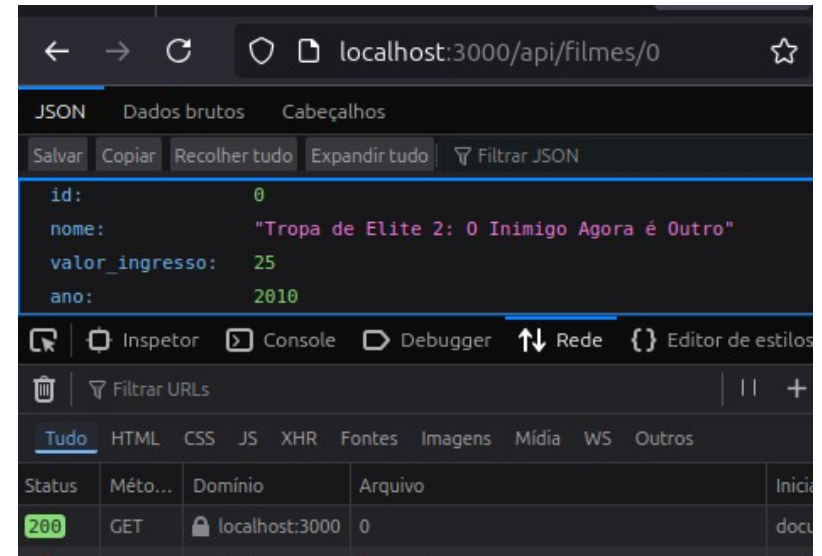 localhost:3000/api/filmes/0
JSON Dados brutos Cabeçalhos
Salvar Copiar Recolher tudo Expandir tudo Filtrar JSON
id: 0
nome: "Tropa de Elite 2: O Inimigo Agora é Outro"
valor_ingresso: 25
ano: 2010
Inspetor Console Debugger Rede {} Editor de estilos
Filtrar URLs
Tudo HTML CSS JS XHR Fontes Imagens Mídia WS Outros
Status Méto... Domínio Arquivo Inicia
200 GET localhost:3000 0 docu